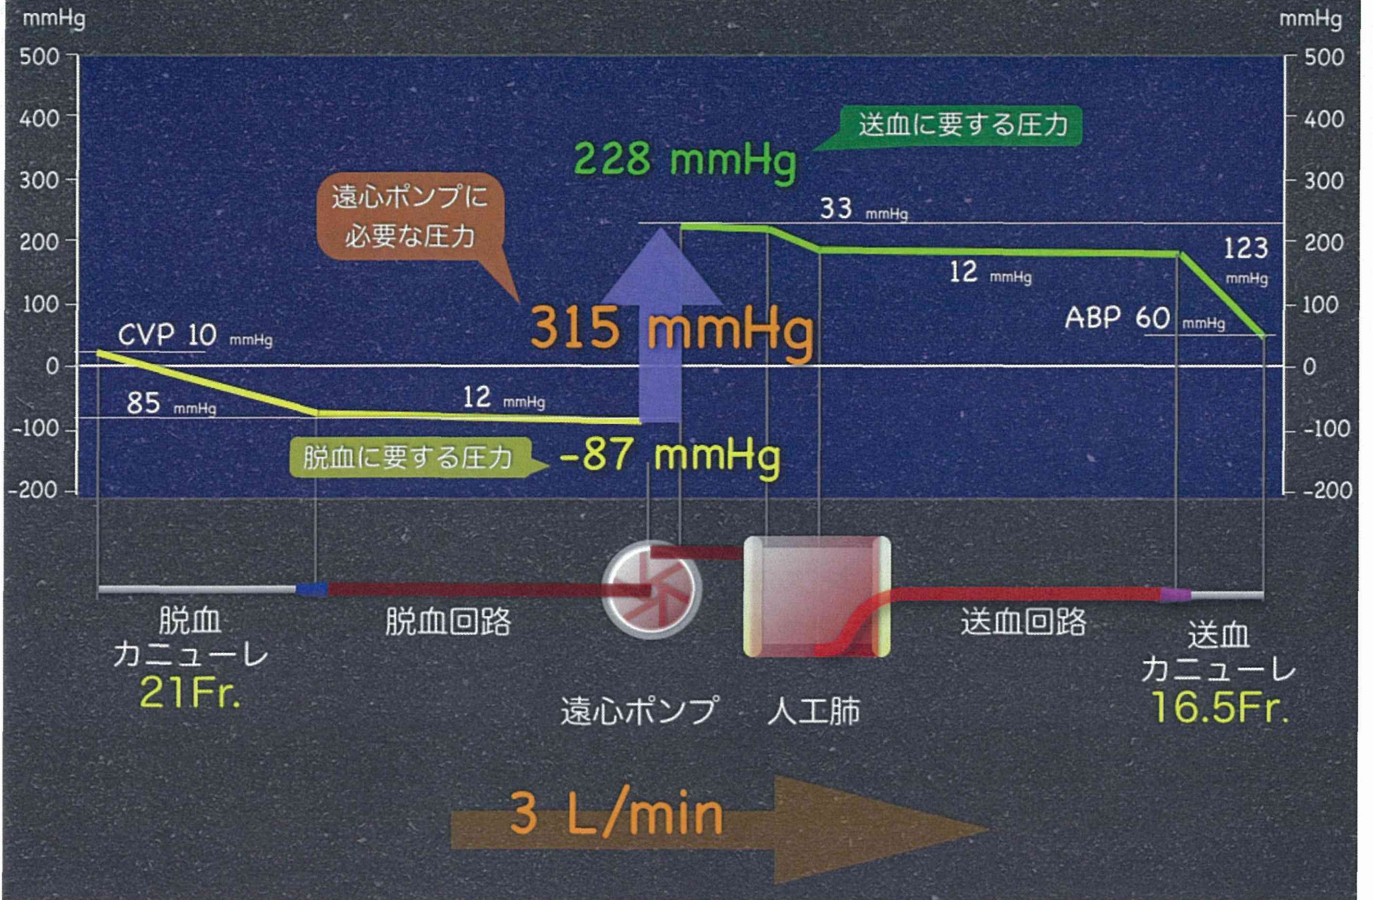 mmHg
mmHg
500
400
300
200
100
0
-100
-200
500
400
300
200
100
0
-100
-200
送血に要する圧力
228 mmHg
遠心ポンプに
必要な圧力
33 mmHg
123
mmHg
12 mmHg
315 mmHg
ABP 60 mmHg
CVP 10 mmHg
85 mmHg
12 mmHg
脱血に要する圧力
-87 mmHg
脱血
カニューレ
21Fr.
脱血回路
遠心ポンプ
人工肺
送血回路
送血
カニューレ
16.5Fr.
3 L/min